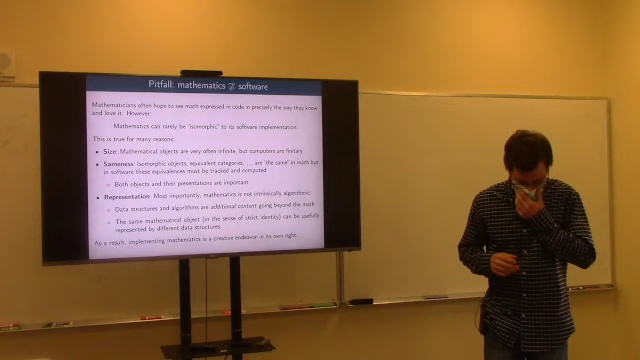 Pitfall: mathematics ≇ software
Mathematicians often hope to see math expressed in code in precisely the way they know
and love it. However:
Mathematics can rarely be "isomorphic" to its software implementation.
This is true for many reasons:
• Size: Mathematical objects are very often infinite, but computers are finitary
• Sameness: Isomorphic objects, equivalent categories, ... are 'the same' in math but
in software these equivalences must be tracked and computed
◦ Both objects and their presentations are important
• Representation: Most importantly, mathematics is not intrinsically algorithmic;
◦ Data structures and algorithms are additional content going beyond the math
◦ The same mathematical object (in the sense of strict identity) can be usefully
represented by different data structures
As a result, implementing mathematics is a creative endeavor in its own right.